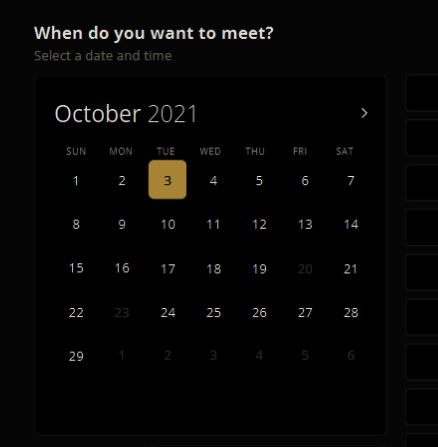 When do you want to meet?
Select a date and time
October 2021 >
SUN MON TUE WED THU FRI SAT
1 2 3 4 5 6 7
8 9 10 11 12 13 14
15 16 17 18 19 20 21
22 23 24 25 26 27 28
29 1 2 3 4 5 6